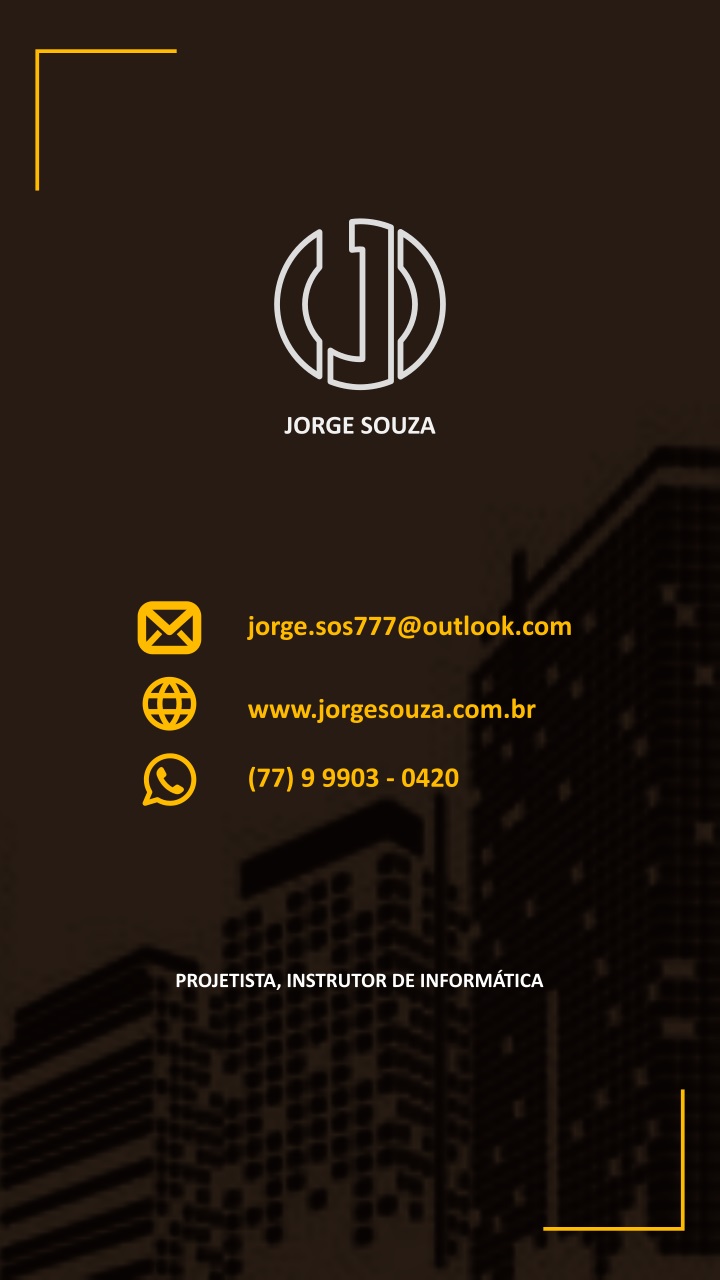 JORGE SOUZA
jorge.sos777@outlook.com
www.jorgesouza.com.br
(77) 9 9903 - 0420
PROJETISTA, INSTRUTOR DE INFORMÁTICA